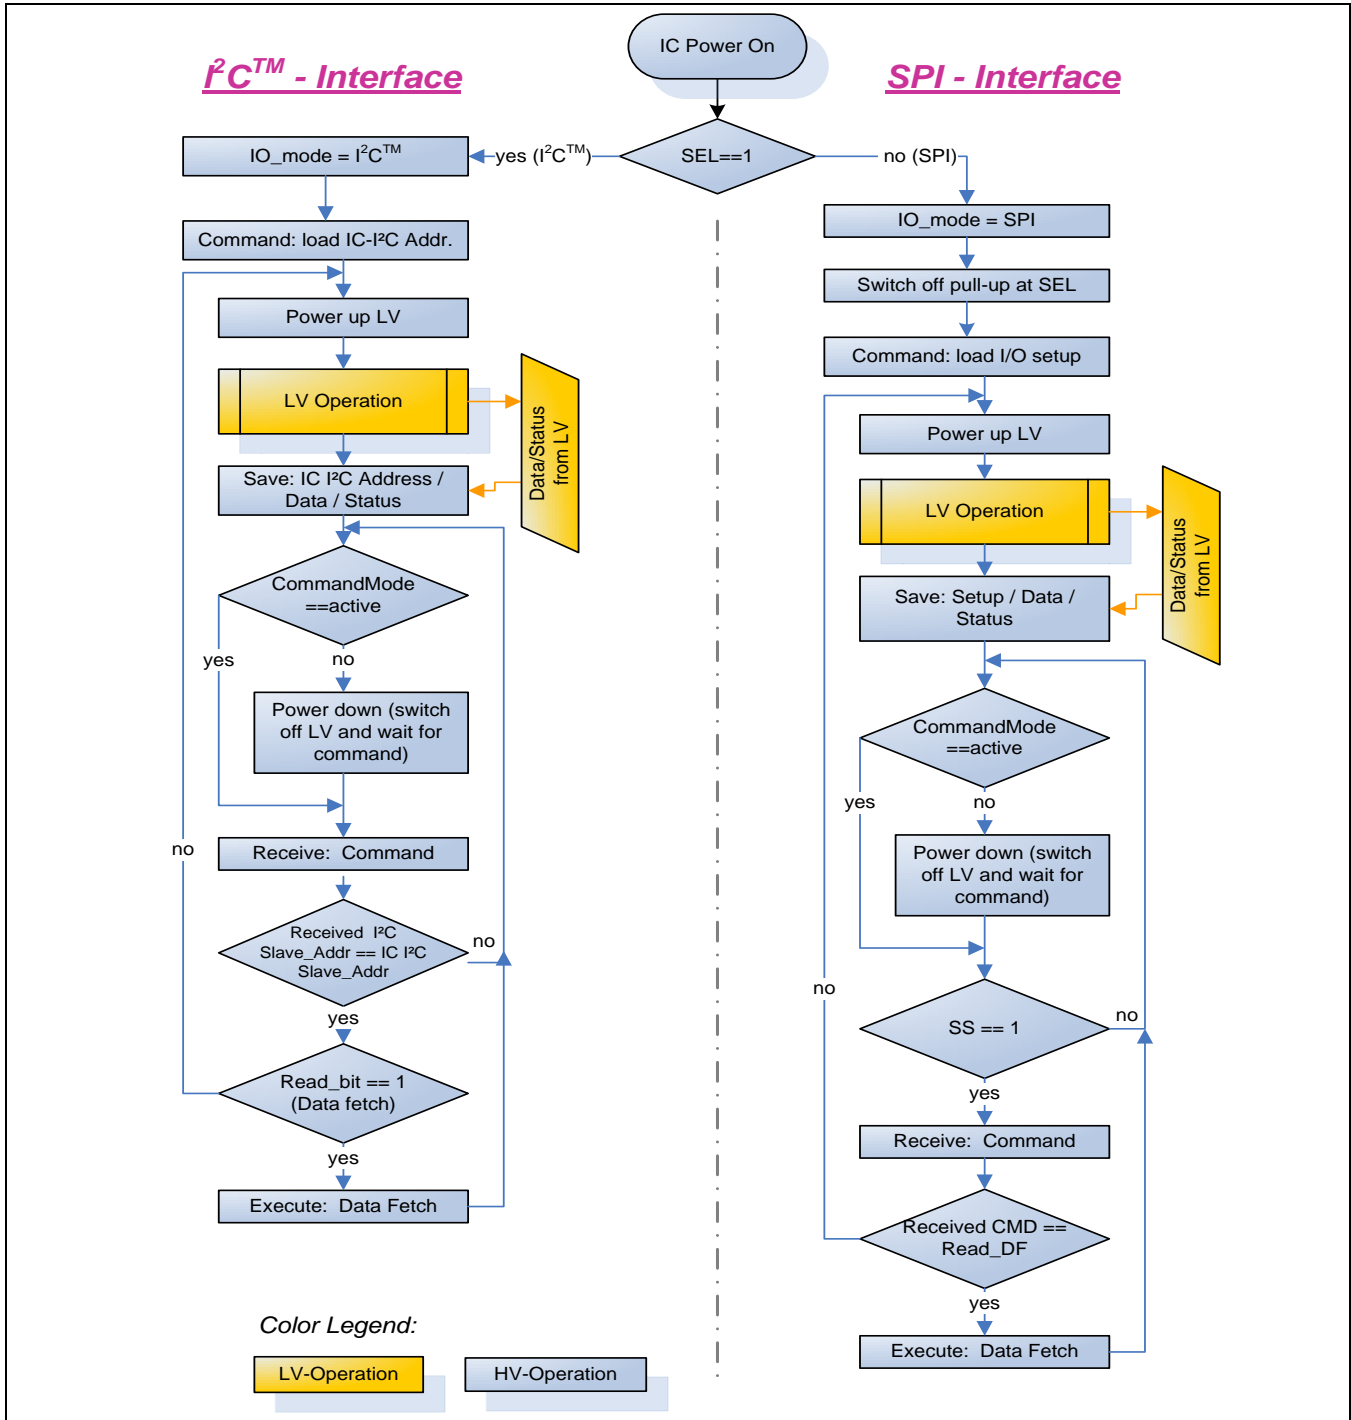 IC Power On
I²C™ - Interface
SPI - Interface
SEL==1
yes (I²C™)
no (SPI)
IO_mode = I²C™
Command: load IC-I²C Addr.
Power up LV
LV Operation
Data/Status
from LV
Save: IC I²C Address /
Data / Status
CommandMode
==active
yes
no
Power down (switch
off LV and wait for
command)
no
Receive:  Command
Received  I²C
Slave_Addr == IC I²C
Slave_Addr
no
yes
Read_bit == 1
(Data fetch)
yes
Execute:  Data Fetch
IO_mode = SPI
Switch off pull-up at SEL
Command: load I/O setup
Power up LV
LV Operation
Data/Status
from LV
Save: Setup / Data /
Status
CommandMode
==active
yes
no
Power down (switch
off LV and wait for
command)
no
SS == 1
no
yes
Receive:  Command
Received CMD ==
Read_DF
yes
Execute:  Data Fetch
Color Legend:
LV-Operation
HV-Operation